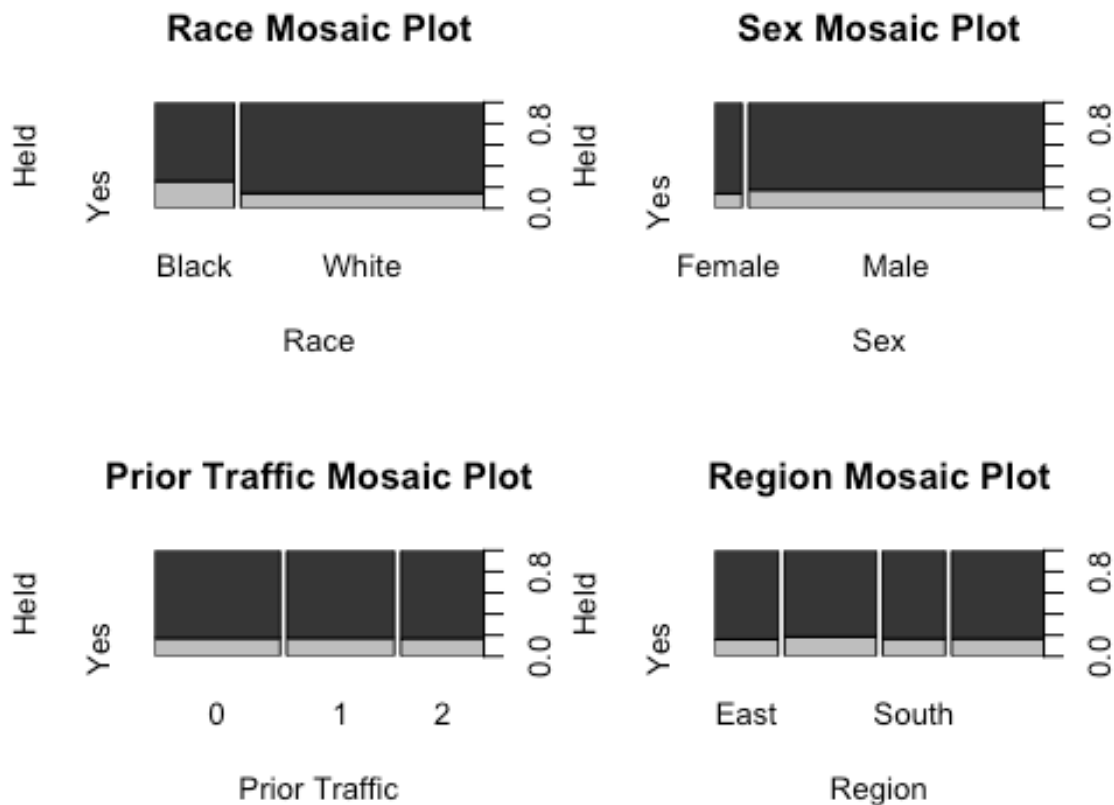 Race Mosaic Plot
Held
Yes
0.8
0.0
Black White
Race
Sex Mosaic Plot
Held
Yes
0.8
0.0
Female Male
Sex
Prior Traffic Mosaic Plot
Held
Yes
0.8
0.0
0 1 2
Prior Traffic
Region Mosaic Plot
Held
Yes
0.8
0.0
East South
Region